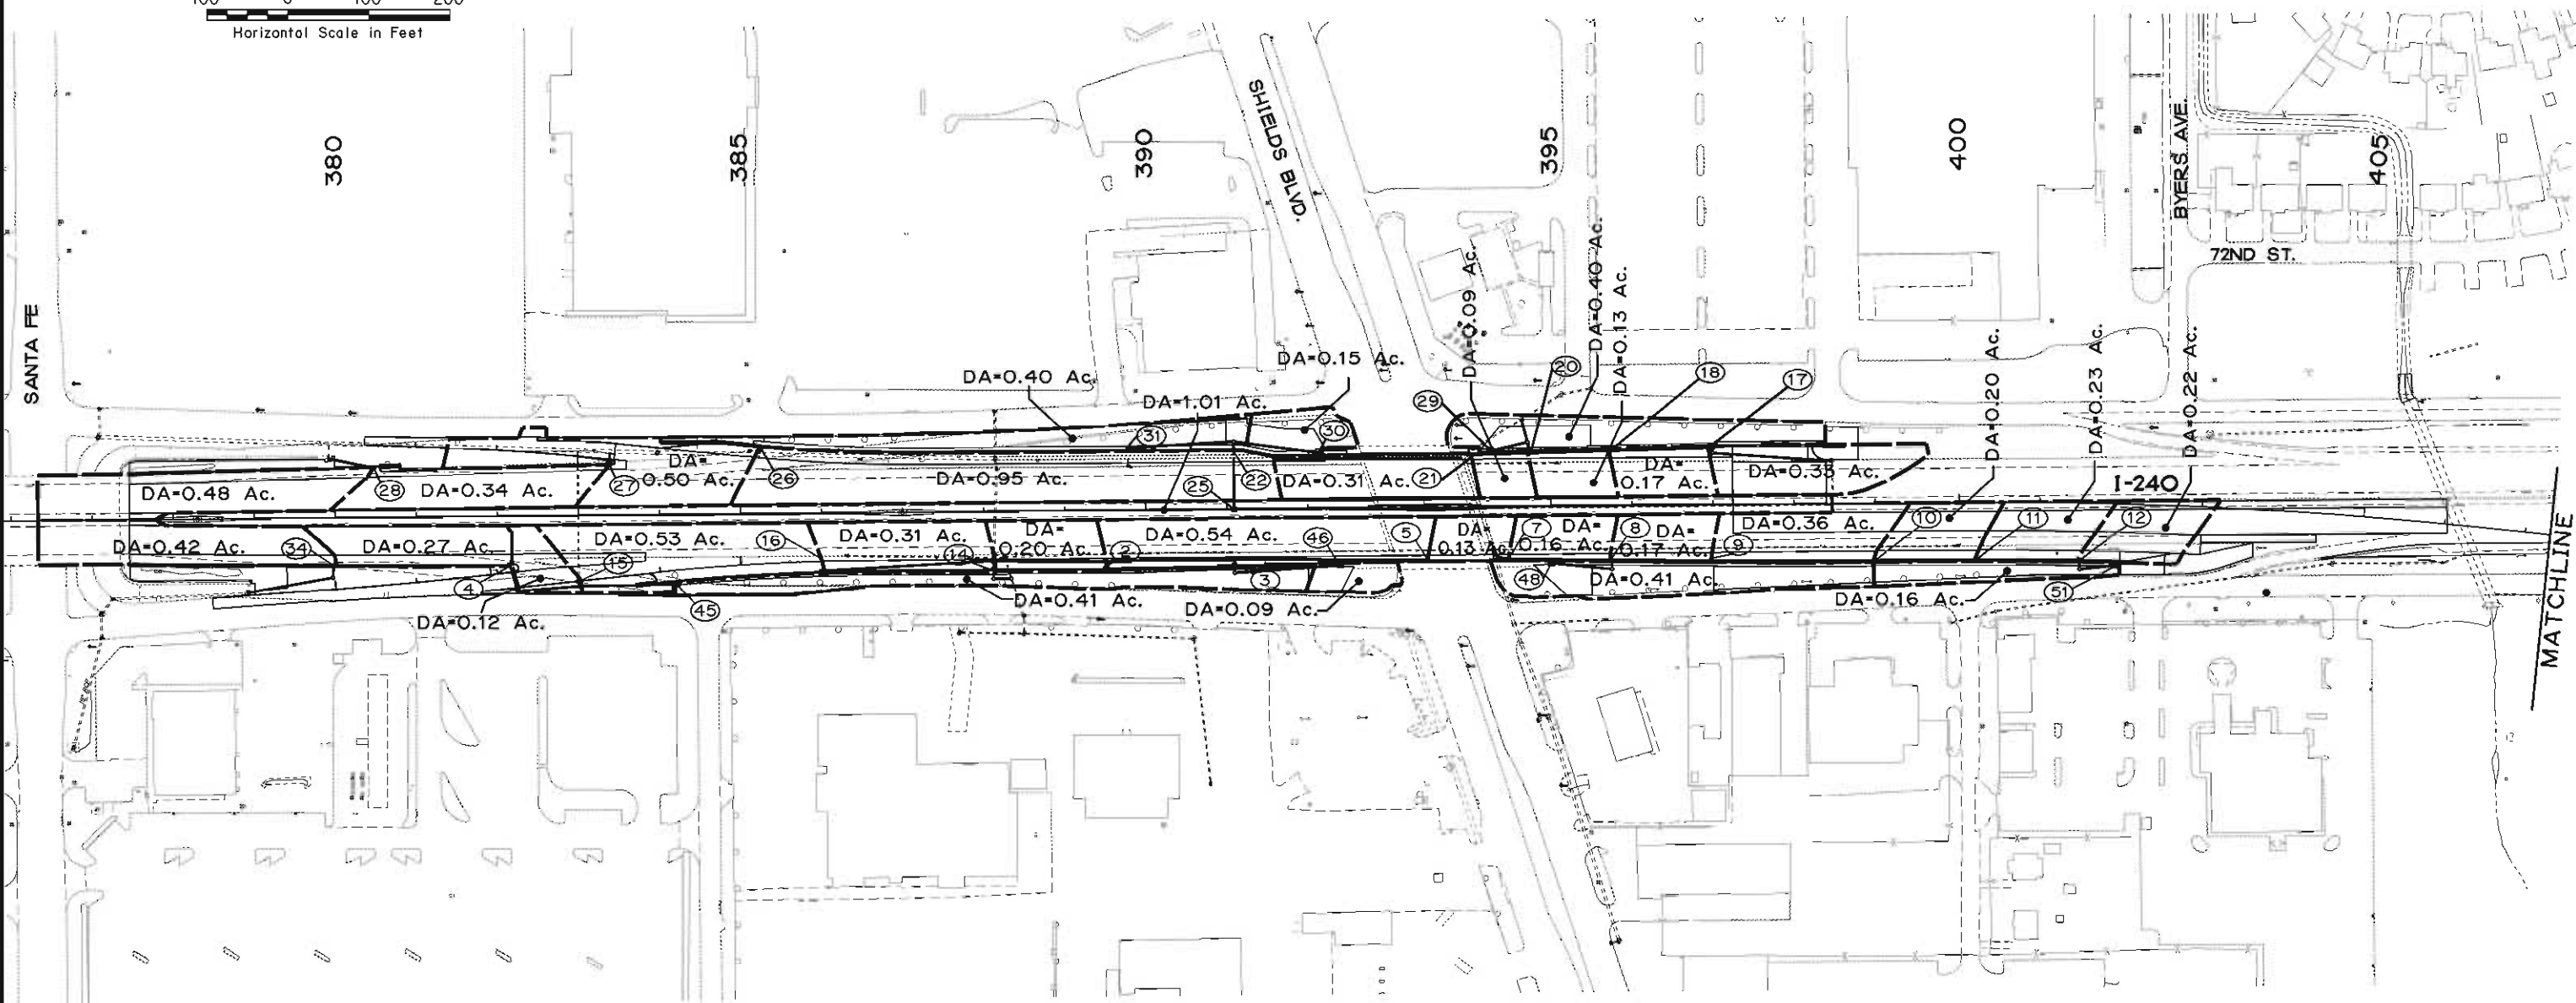 100 0 100 200
Horizontal Scale in Feet
380
385
390
395
400
405
SHIELDS BLVD.
BYERS AVE.
72ND ST.
SANTA FE
DA=0.09 Ac.
DA=0.40 Ac.
DA=0.13 Ac.
DA=0.20 Ac.
DA=0.23 Ac.
DA=0.22 Ac.
DA=0.40 Ac.
DA=0.15 Ac.
DA=1.01 Ac.
20
18
17
29
31
30
DA=0.48 Ac.
28
DA=0.34 Ac.
27
DA=
0.50 Ac.
26
DA=0.95 Ac.
25
22
DA=0.31 Ac.
21
DA=
0.17 Ac.
DA=0.35 Ac.
I-240
DA=0.42 Ac.
34
DA=0.27 Ac.
DA=0.53 Ac.
16
DA=0.31 Ac.
14
DA=
0.20 Ac.
2
DA=0.54 Ac.
46
5
DA=
0.13 Ac.
7
DA=
0.16 Ac.
8
DA=
0.17 Ac.
9
DA=0.36 Ac.
10
11
12
4
15
45
DA=0.12 Ac.
DA=0.41 Ac.
3
DA=0.09 Ac.
48
DA=0.41 Ac.
DA=0.16 Ac.
51
MATCHLINE